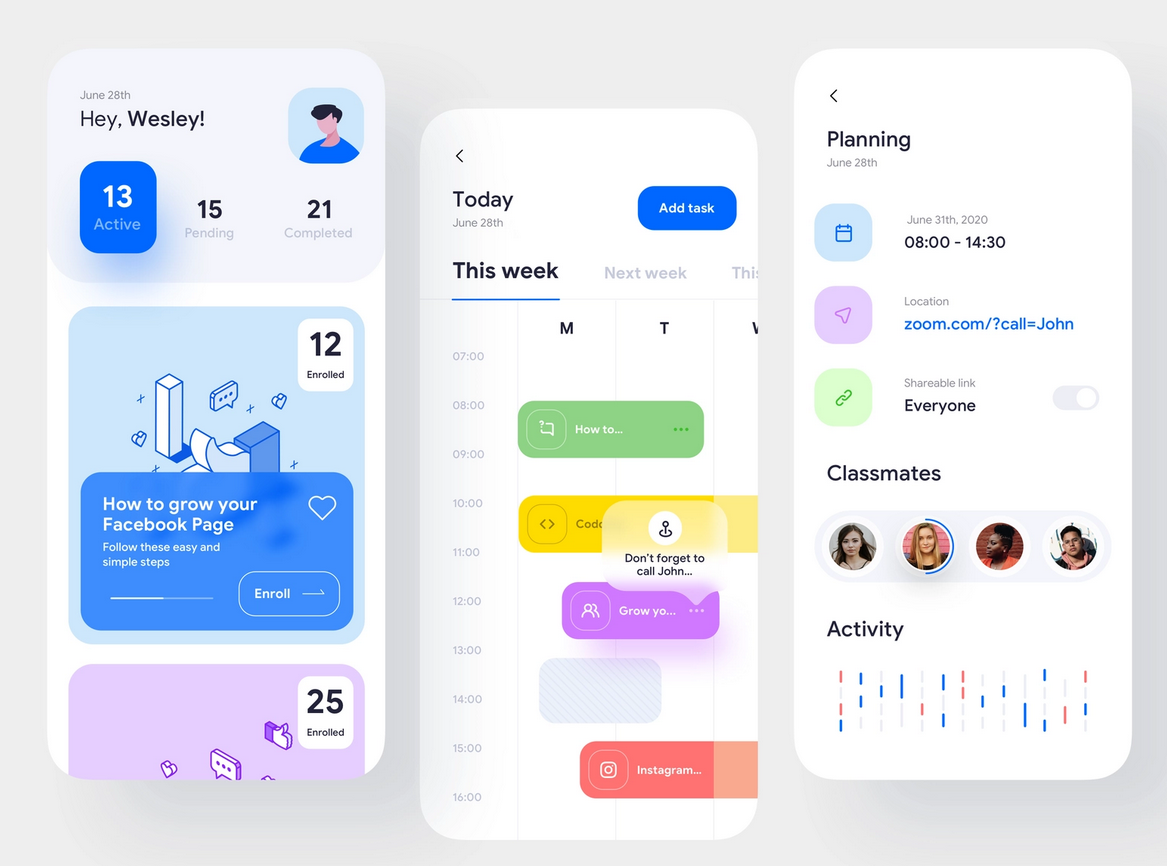 June 28th
Hey, Wesley!
13
Active
15
Pending
21
Completed
12
Enrolled
How to grow your
Facebook Page
Follow these easy and
simple steps
Enroll
25
Enrolled
Today
June 28th
Add task
This week
Next week
This
M
T
W
07:00
08:00
How to...
09:00
10:00
11:00
Don't forget to
call John...
12:00
Grow yo...
13:00
14:00
15:00
Instagram...
16:00
Planning
June 28th
June 31th, 2020
08:00 - 14:30
Location
zoom.com/?call=John
Shareable link
Everyone
Classmates
Activity